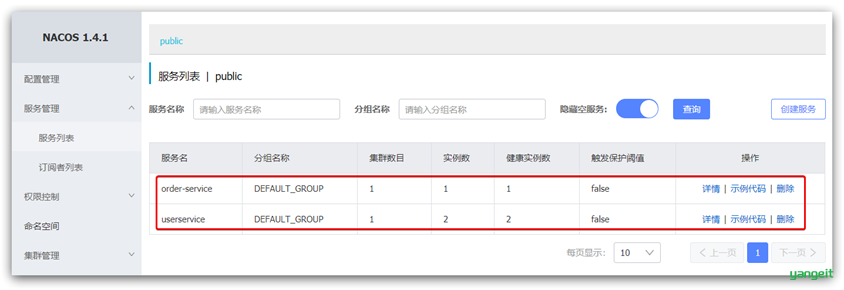 NACOS 1.4.1
public
配置管理
服务管理
服务列表
订阅者列表
权限控制
命名空间
集群管理
服务列表 | public
服务名称 请输入服务名称 分组名称 请输入分组名称 隐藏空服务: 查询 创建服务
服务名 分组名称 集群数目 实例数 健康实例数 触发保护阈值 操作
order-service DEFAULT_GROUP 1 1 1 false 详情 | 示例代码 | 删除
userservice DEFAULT_GROUP 1 2 2 false 详情 | 示例代码 | 删除
每页显示: 10 < 上一页 1 下一页 >
yangeit